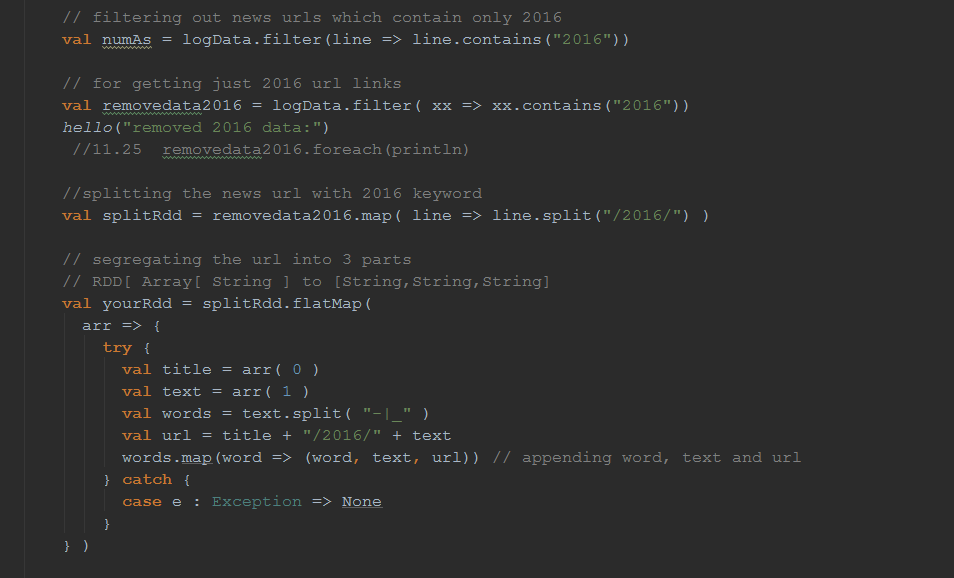 // filtering out news urls which contain only 2016
val numAs = logData.filter(line => line.contains("2016"))
// for getting just 2016 url links
val removedata2016 = logData.filter( xx => xx.contains("2016"))
hello("removed 2016 data:")
//11.25  removedata2016.foreach(println)
//splitting the news url with 2016 keyword
val splitRdd = removedata2016.map( line => line.split("/2016/") )
// segregating the url into 3 parts
// RDD[ Array[ String ] to [String,String,String]
val yourRdd = splitRdd.flatMap(
arr => {
try {
val title = arr( 0 )
val text = arr( 1 )
val words = text.split( "-|_" )
val url = title + "/2016/" + text
words.map(word => (word, text, url)) // appending word, text and url
} catch {
case e : Exception => None
}
} )